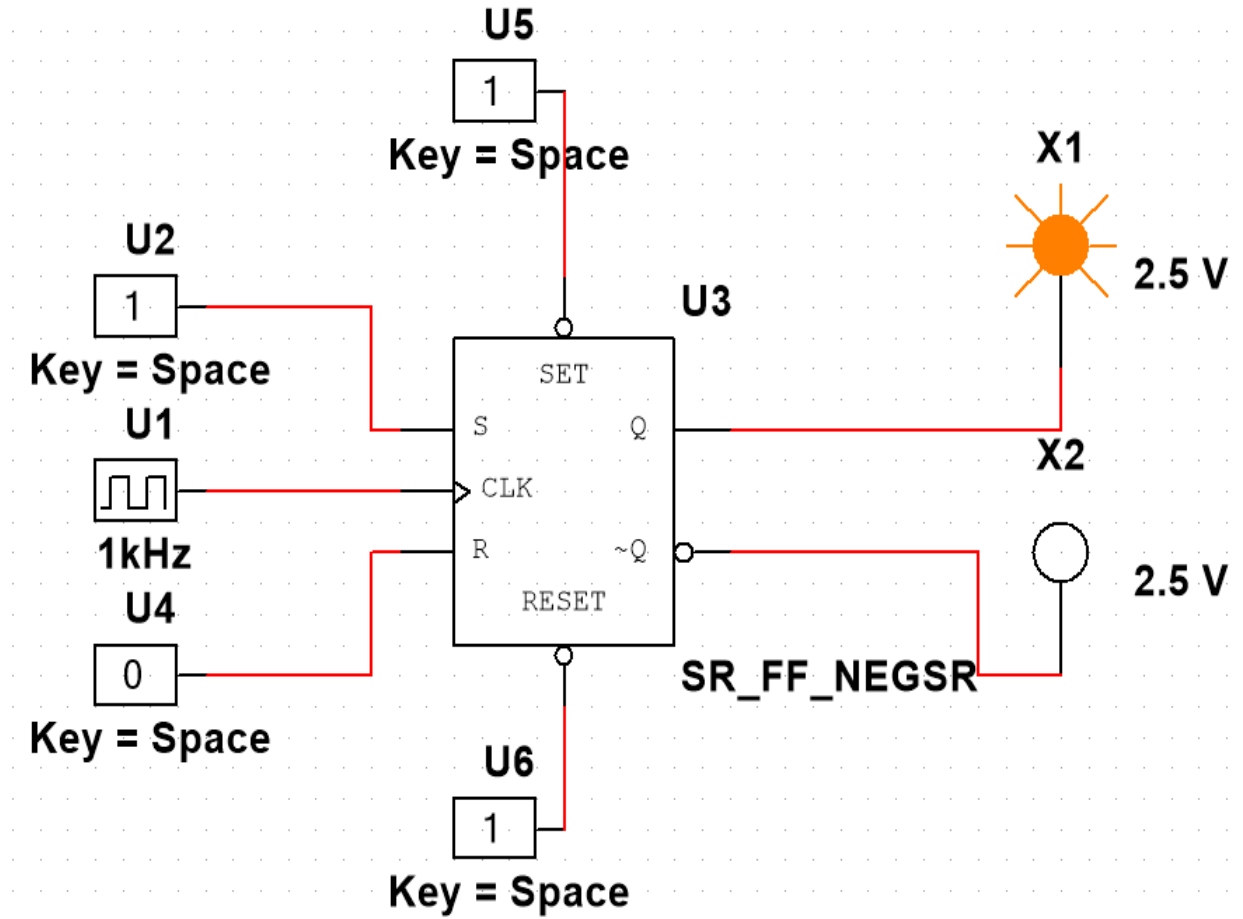 U5
1
Key = Space
X1
U2
2.5 V
1
U3
Key = Space
SET
U1
S
Q
X2
CLK
1kHz
R
~Q
2.5 V
U4
RESET
0
SR_FF_NEGSR
Key = Space
U6
1
Key = Space